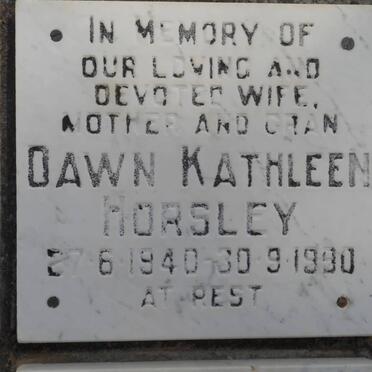 IN MEMORY OF
OUR LOVING AND
DEVOTED WIFE,
MOTHER AND GRAN
DAWN KATHLEEN
HORSLEY
27·6·1940-30·9·1990
AT REST